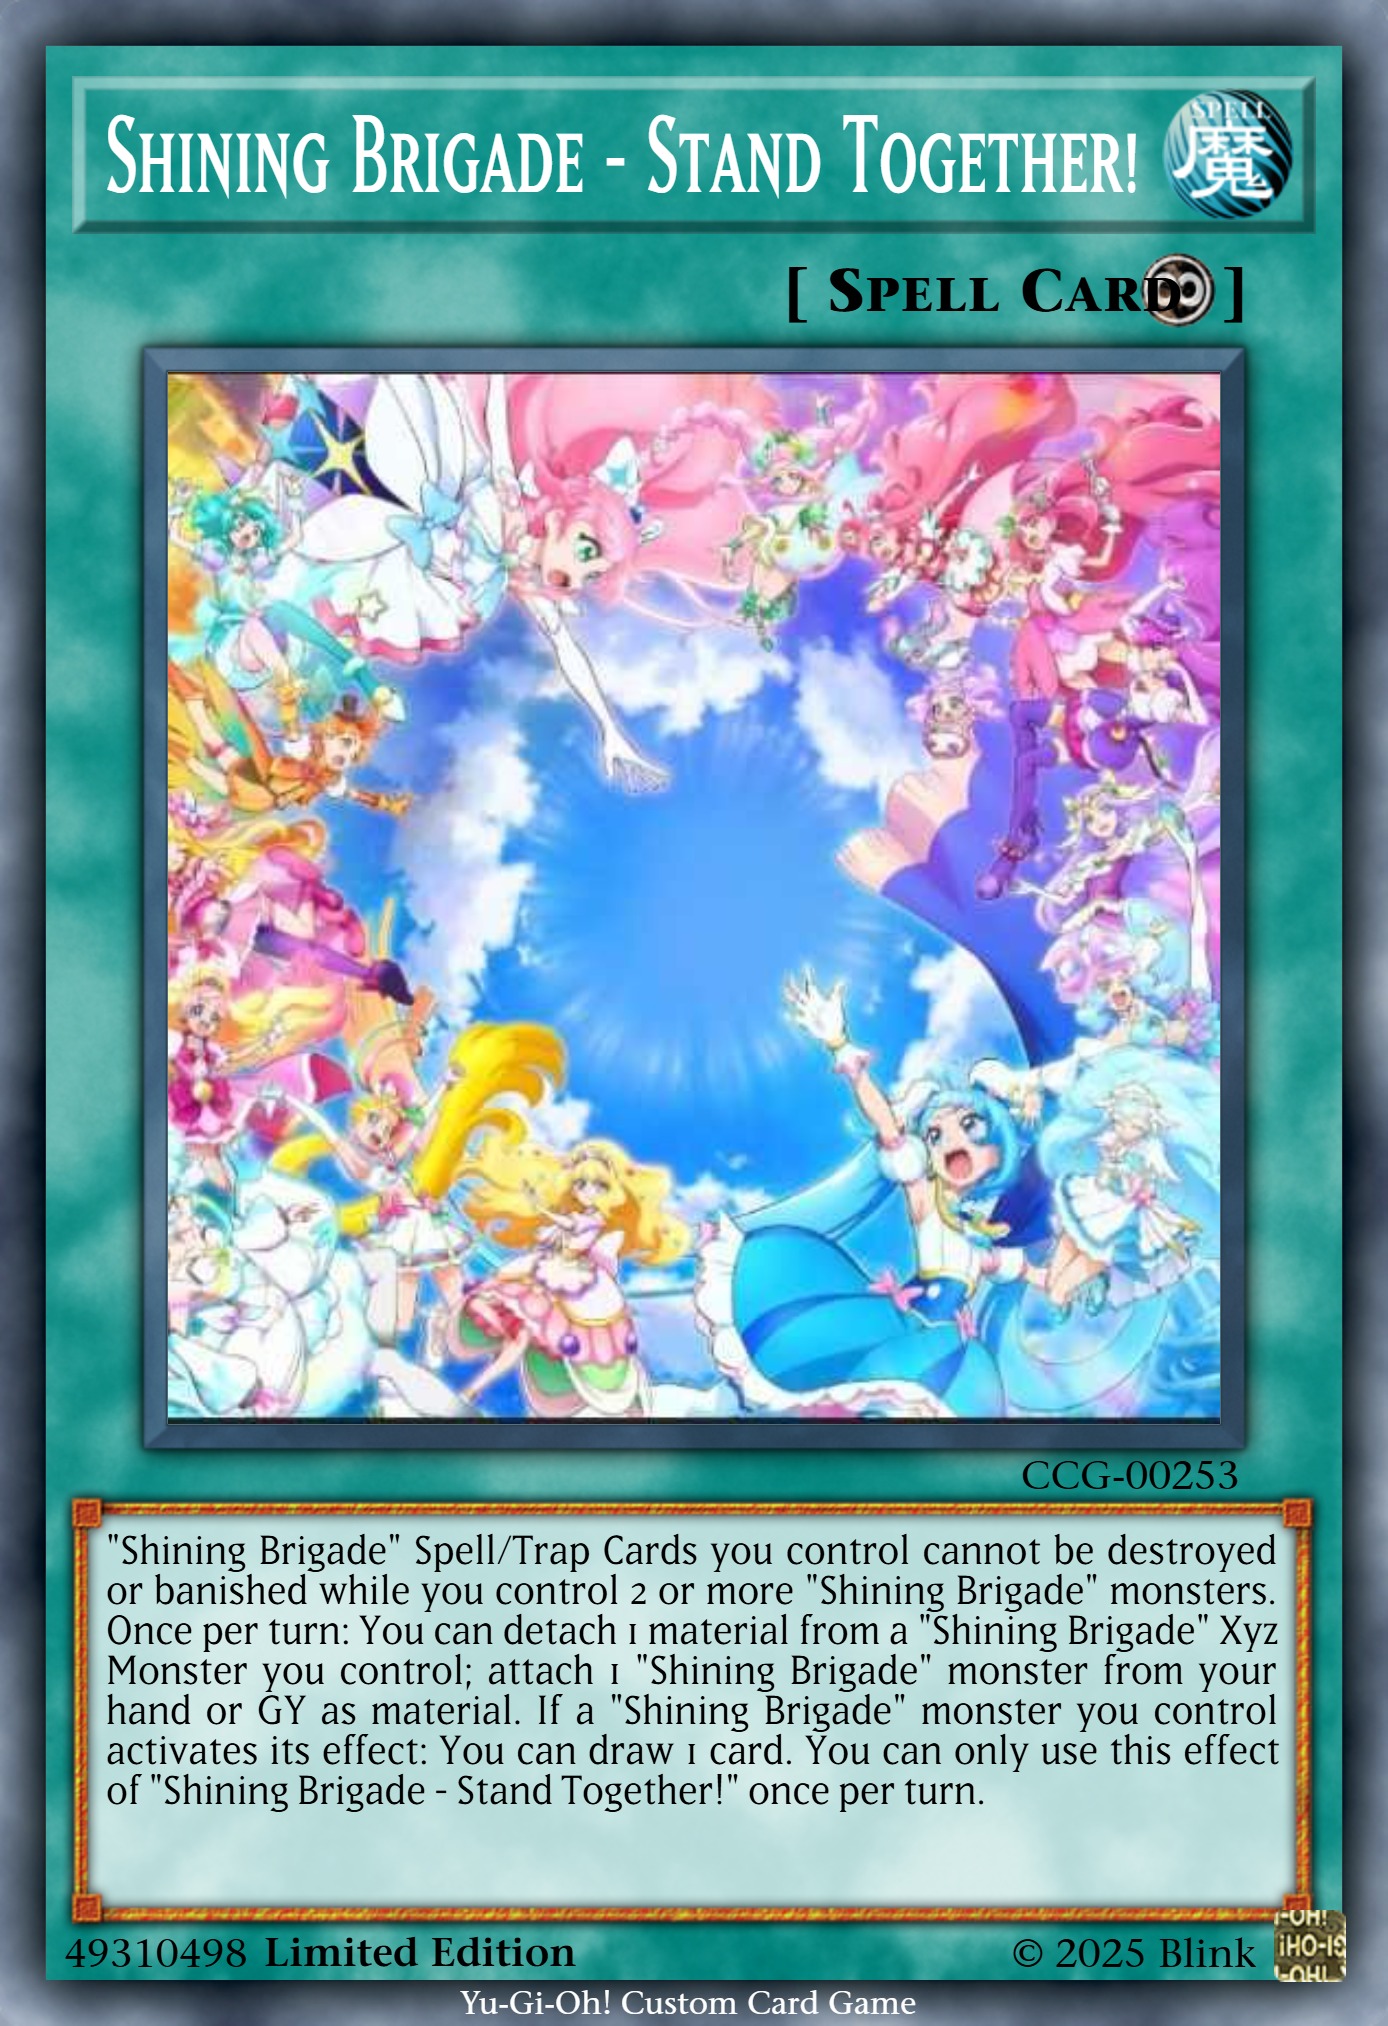 Shining Brigade - Stand Together!
SPELL
魔
[ Spell Card ]
CCG-00253
"Shining Brigade" Spell/Trap Cards you control cannot be destroyed
or banished while you control 2 or more "Shining Brigade" monsters.
Once per turn: You can detach 1 material from a "Shining Brigade" Xyz
Monster you control; attach 1 "Shining Brigade" monster from your
hand or GY as material. If a "Shining Brigade" monster you control
activates its effect: You can draw 1 card. You can only use this effect
of "Shining Brigade - Stand Together!" once per turn.
49310498 Limited Edition
© 2025 Blink
Yu-Gi-Oh! Custom Card Game